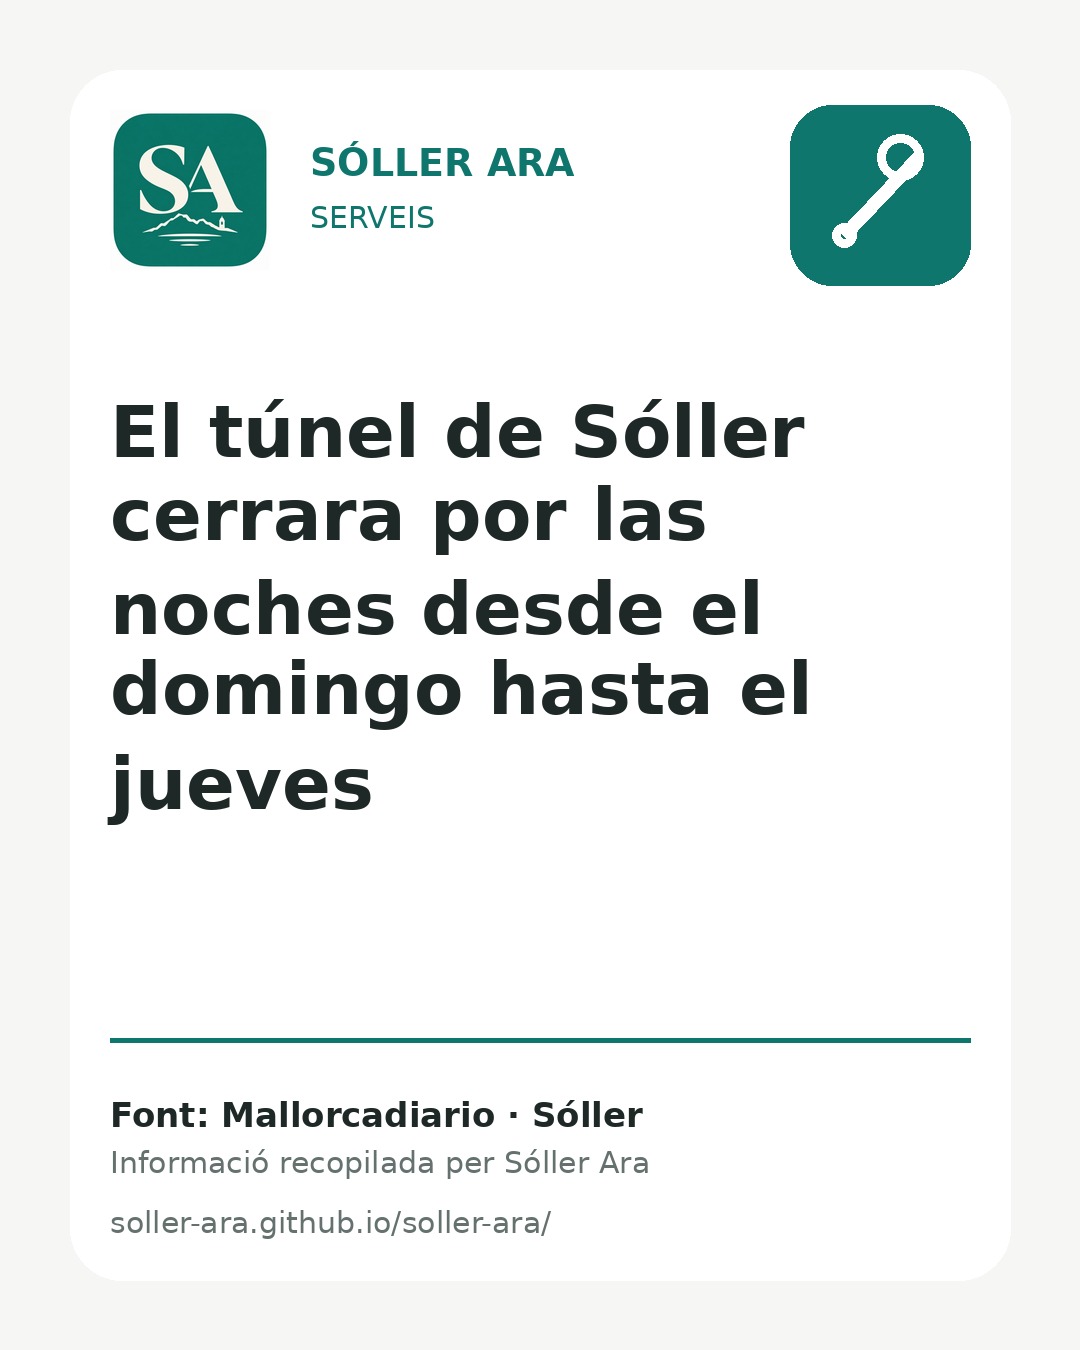 SA
SÓLLER ARA
SERVEIS
El túnel de Sóller
cerrara por las
noches desde el
domingo hasta el
jueves
Font: Mallorcadiario · Sóller
Informació recopilada per Sóller Ara
soller-ara.github.io/soller-ara/